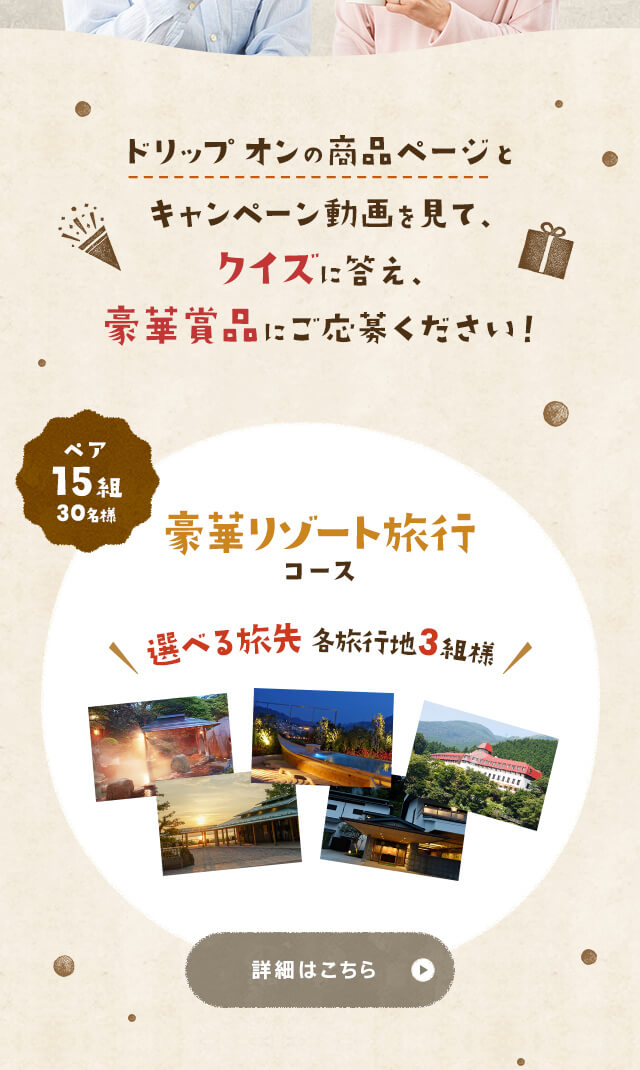 ドリップ オンの商品ページと
キャンペーン動画を見て、
クイズに答え、
豪華賞品にご応募ください！
ペア
15組
30名様
豪華リゾート旅行
コース
選べる旅先 各旅行地3組様
詳細はこちら